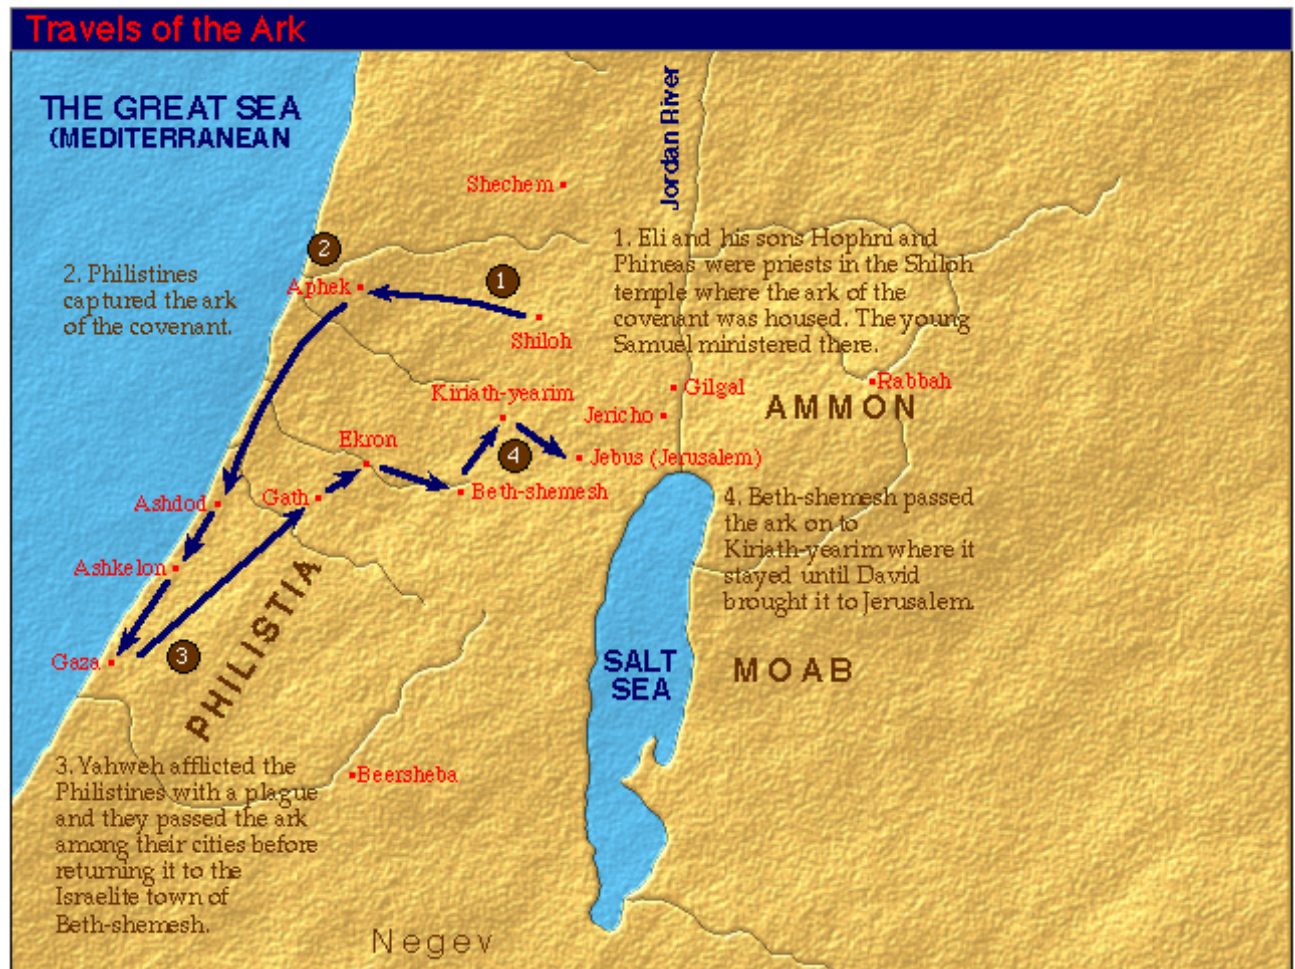 Travels of the Ark
THE GREAT SEA
(MEDITERRANEAN
Jordan River
Shechem
1. Eli and his sons Hophni and
Phineas were priests in the Shiloh
temple where the ark of the
covenant was housed. The young
Samuel ministered there.
2
2. Philistines
captured the ark
of the covenant.
Aphek
1
Shiloh
Gilgal
Rabbah
Kiriath-yearim
Jericho
AMMON
Ekron
4
Jebus (Jerusalem)
Ashdod
Gath
Beth-shemesh
4. Beth-shemesh passed
the ark on to
Kiriath-yearim where it
stayed until David
brought it to Jerusalem.
Ashkelon
PHILISTIA
Gaza
3
SALT
SEA
MOAB
3. Yahweh afflicted the
Philistines with a plague
and they passed the ark
among their cities before
returning it to the
Israelite town of
Beth-shemesh.
Beersheba
Negev